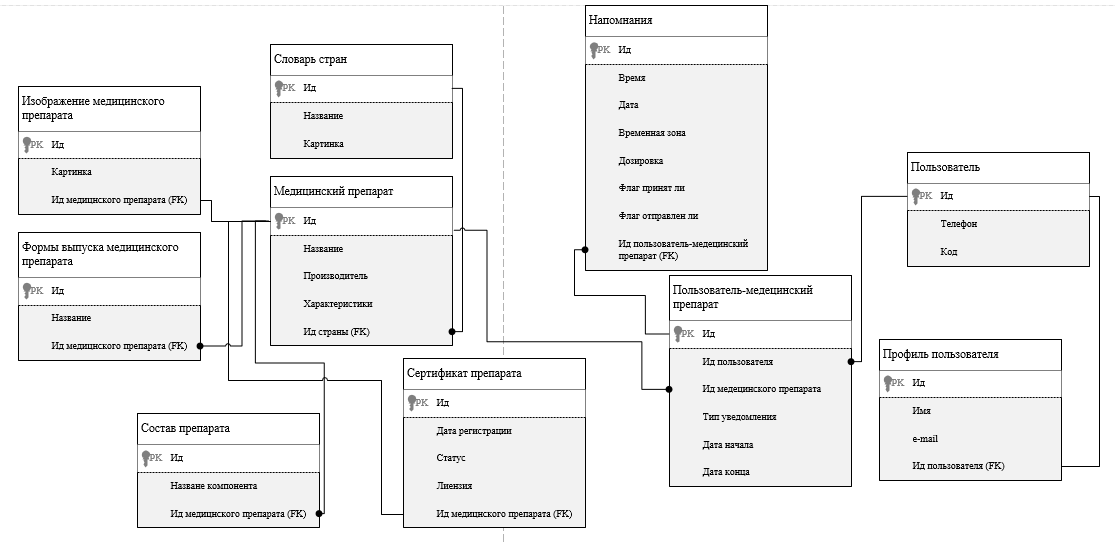 Изображение медицинского
препарата
PK Ид
Картинка
Ид медицнского препарата (FK)
Формы выпуска медицинского
препарата
PK Ид
Название
Ид медицнского препарата (FK)
Словарь стран
PK Ид
Название
Картинка
Медицинский препарат
PK Ид
Название
Производитель
Характеристики
Ид страны (FK)
Состав препарата
PK Ид
Назване компонента
Ид медицнского препарата (FK)
Сертификат препарата
PK Ид
Дата регистрации
Статус
Лиензия
Ид медицнского препарата (FK)
Напомнания
PK Ид
Время
Дата
Временная зона
Дозировка
Флаг принят ли
Флаг отправлен ли
Ид пользователь-медецинский
препарат (FK)
Пользователь-медецинский
препарат
PK Ид
Ид пользователя
Ид медецинского препарата
Тип уведомления
Дата начала
Дата конца
Пользователь
PK Ид
Телефон
Код
Профиль пользователя
PK Ид
Имя
e-mail
Ид пользователя (FK)